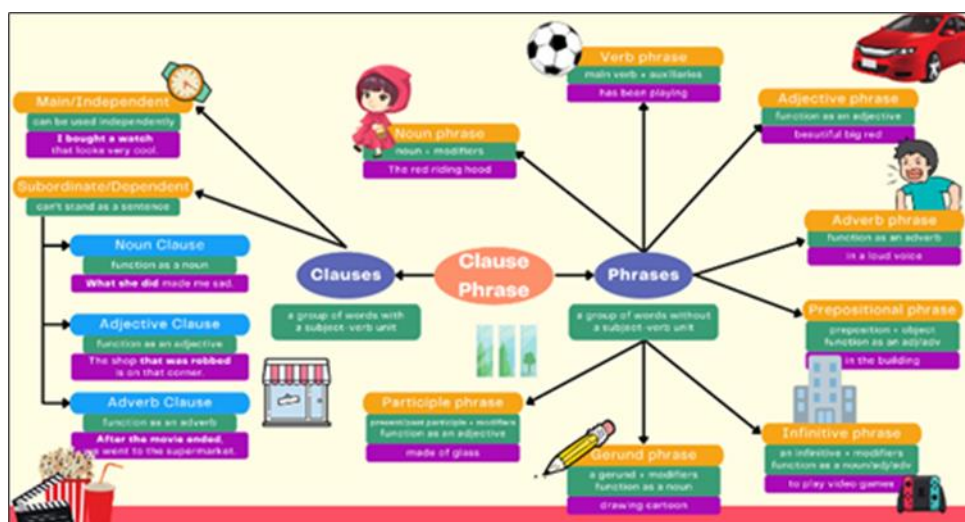 Main/Independent
can be used independently
I bought a watch
that looks very cool.
Subordinate/Dependent
can't stand as a sentence
Noun Clause
function as a noun
What she did made me sad.
Adjective Clause
function as an adjective
The shop that was robbed
is on that corner.
Adverb Clause
function as an adverb
After the movie ended,
went to the supermarket.
Clauses
a group of words with
a subject-verb unit
Clause
Phrase
Phrases
a group of words without
a subject-verb unit
Noun phrase
noun + modifiers
The red riding hood
Verb phrase
main verb + auxiliaries
has been playing
Adjective phrase
function as an adjective
beautiful big red
Adverb phrase
function as an adverb
in a loud voice
Prepositional phrase
preposition + object
function as an adj/adv
in the building
Infinitive phrase
an infinitive + modifiers
function as a noun/adj/adv
to play video games
Gerund phrase
a gerund + modifiers
function as a noun
drawing cartoon
Participle phrase
present/past participle + modifiers
function as an adjective
made of glass